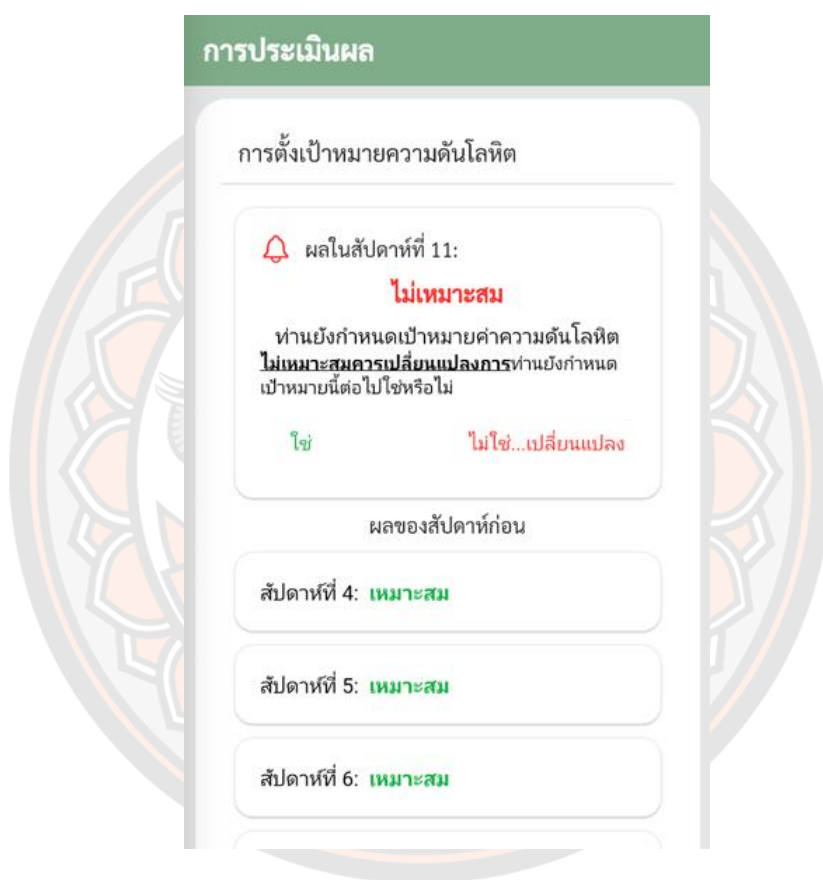 การประเมินผล
การตั้งเป้าหมายความดันโลหิต
ผลในสัปดาห์ที่ 11:
ไม่เหมาะสม
ท่านยังกำหนดเป้าหมายค่าความดันโลหิต
ไม่เหมาะสมควรเปลี่ยนแปลงการท่านยังกำหนด
เป้าหมายนี้ต่อไปใช่หรือไม่
ใช่ ไม่ใช่...เปลี่ยนแปลง
ผลของสัปดาห์ก่อน
สัปดาห์ที่ 4: เหมาะสม
สัปดาห์ที่ 5: เหมาะสม
สัปดาห์ที่ 6: เหมาะสม